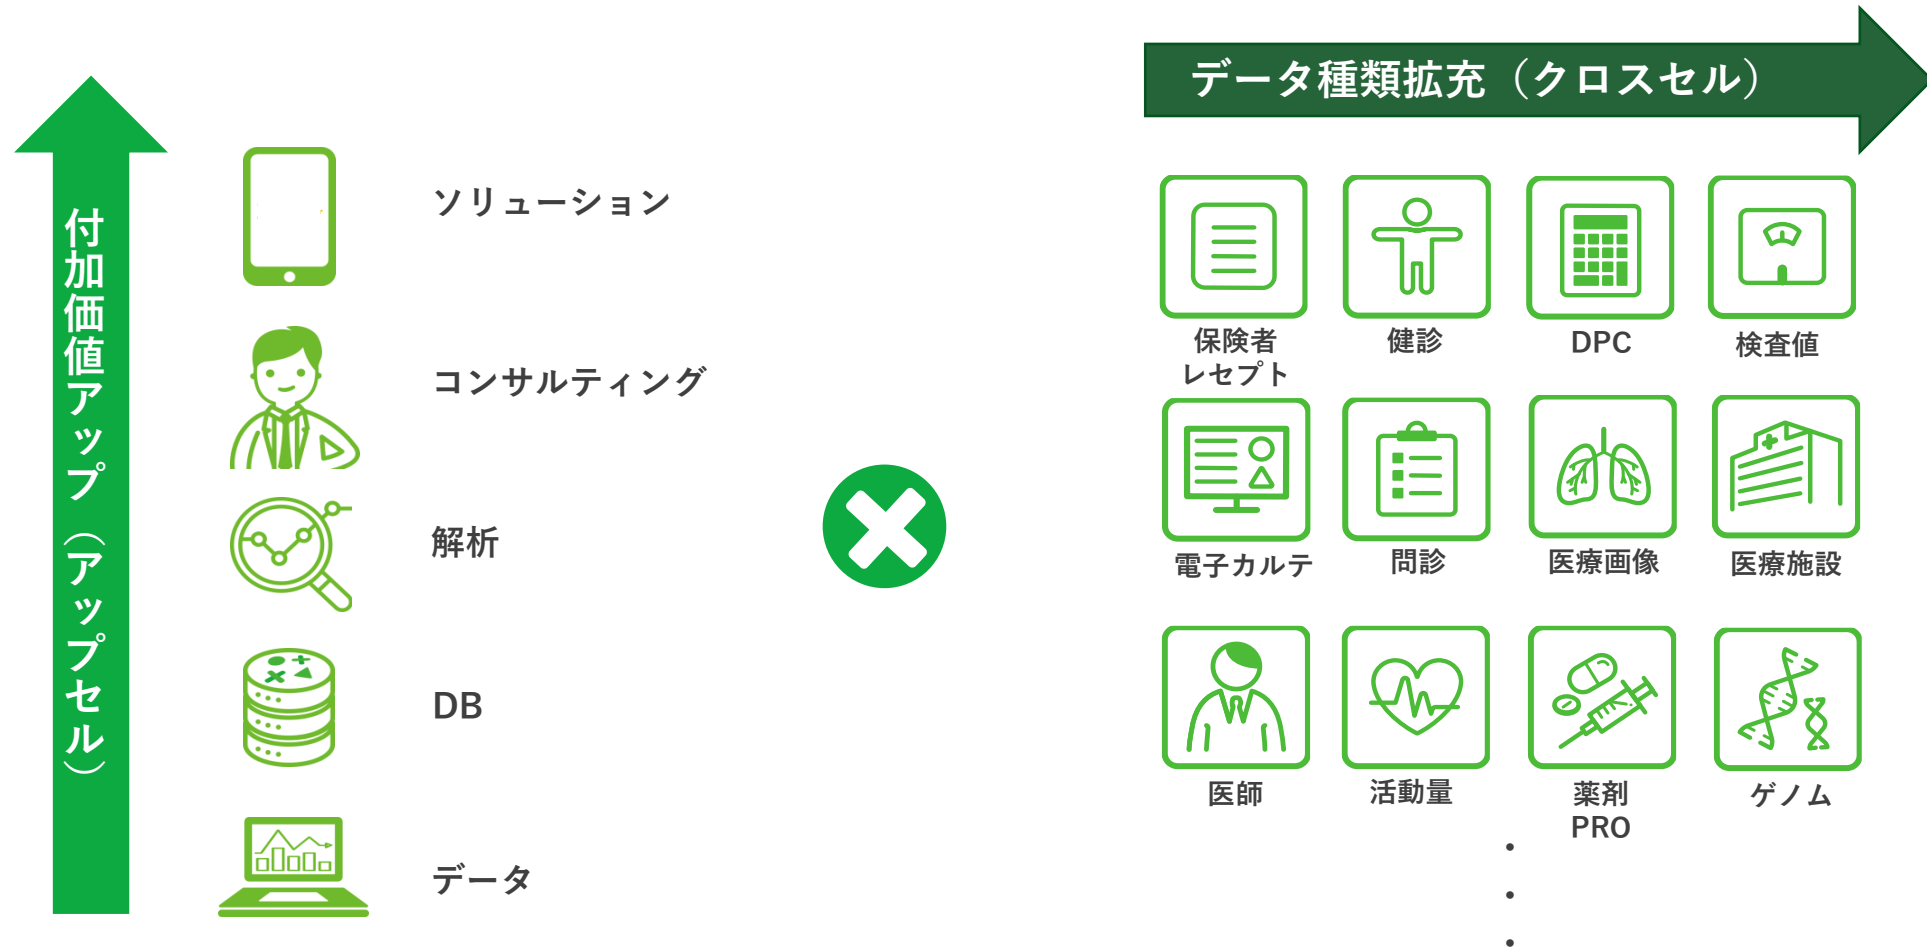 データ種類拡充（クロスセル）
付加価値アップ（アップセル）
ソリューション
コンサルティング
解析
DB
データ
保険者
レセプト
健診
DPC
検査値
電子カルテ
問診
医療画像
医療施設
医師
活動量
薬剤
PRO
ゲノム
・
・
・